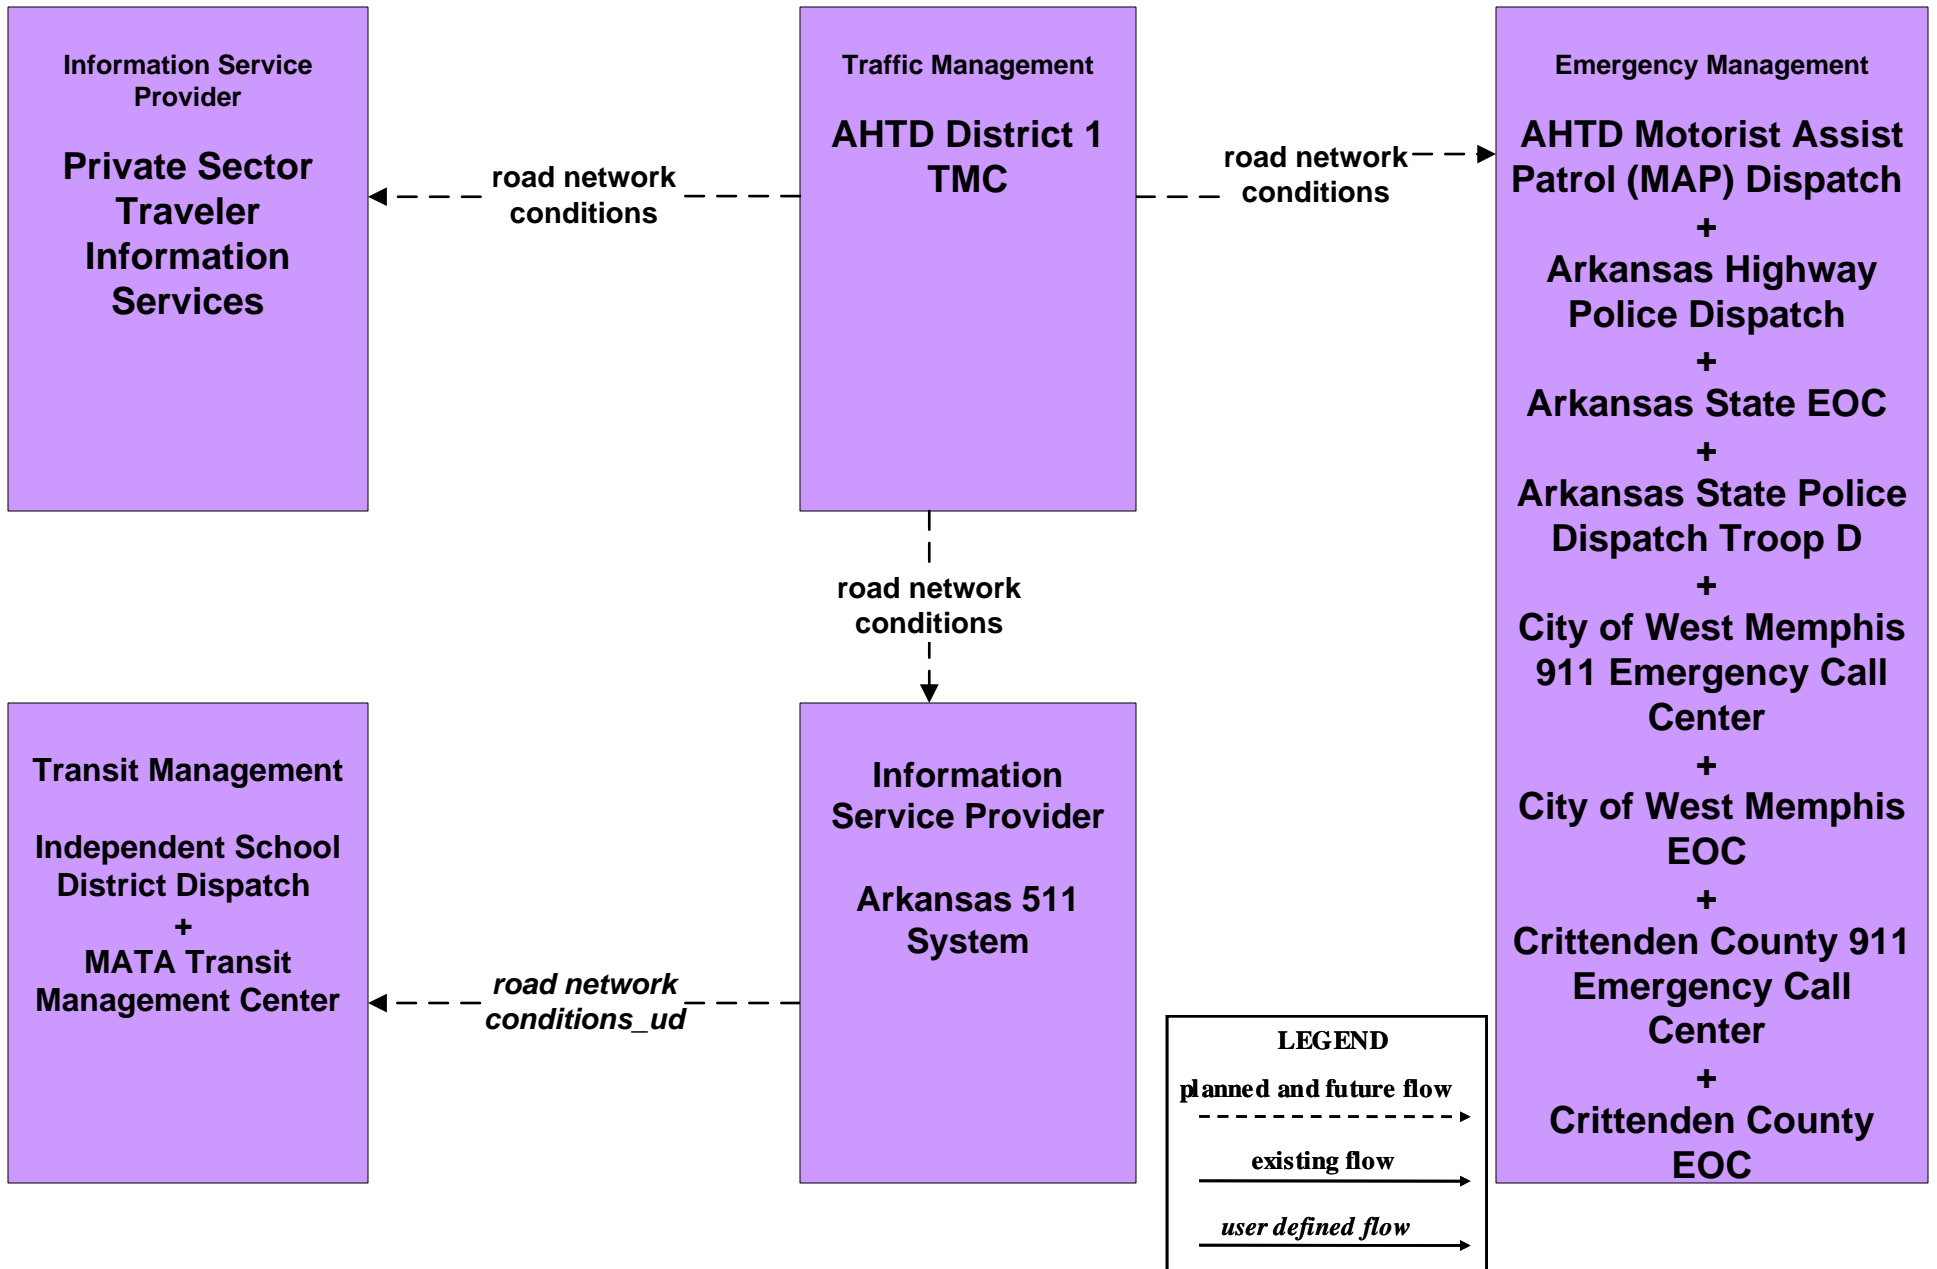 Information Service
Provider
Private Sector
Traveler
Information
Services
road network
conditions
Traffic Management
AHTD District 1
TMC
road network
conditions
Emergency Management
AHTD Motorist Assist
Patrol (MAP) Dispatch
+
Arkansas Highway
Police Dispatch
+
Arkansas State EOC
+
Arkansas State Police
Dispatch Troop D
+
City of West Memphis
911 Emergency Call
Center
+
City of West Memphis
EOC
+
Crittenden County 911
Emergency Call
Center
+
Crittenden County
EOC
road network
conditions
Transit Management
Independent School
District Dispatch
+
MATA Transit
Management Center
road network
conditions_ud
Information
Service Provider
Arkansas 511
System
LEGEND
planned and future flow
existing flow
user defined flow